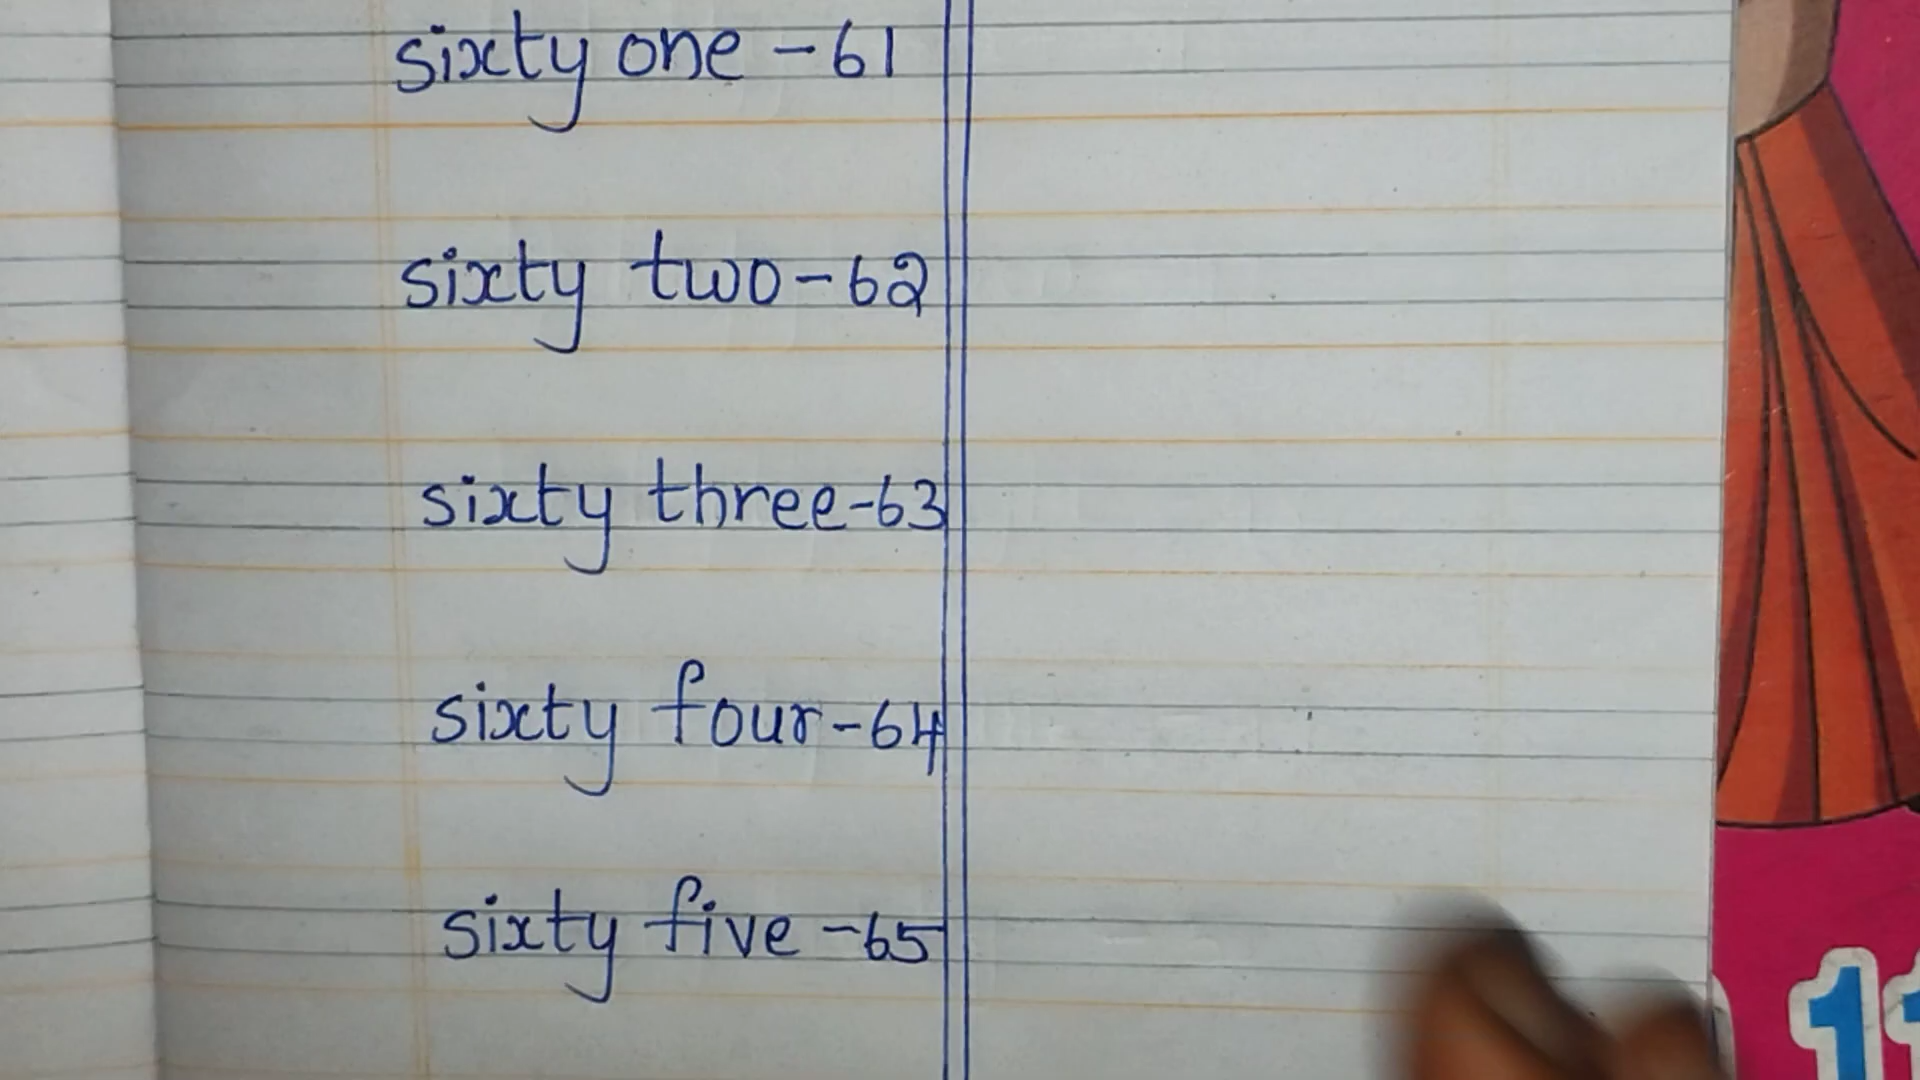 sixty one - 61
sixty two - 62
sixty three - 63
sixty four - 64
sixty five - 65